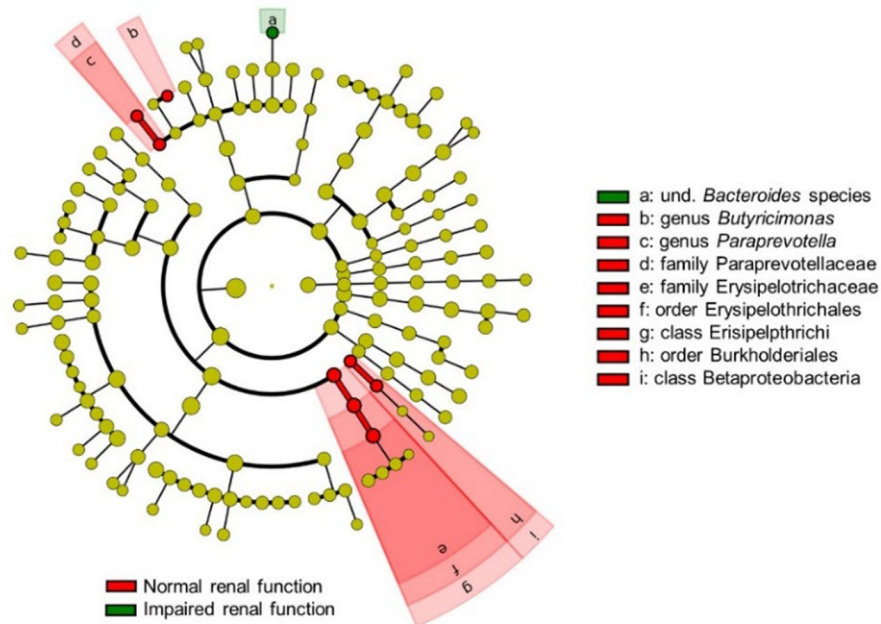 a
b
d
c
a: und. Bacteroides species
b: genus Butyricimonas
c: genus Paraprevotella
d: family Paraprevotellaceae
e: family Erysipelotrichaceae
f: order Erysipelothrichales
g: class Erisipelpthrichi
h: order Burkholderiales
i: class Betaproteobacteria
h
i
e
f
g
Normal renal function
Impaired renal function